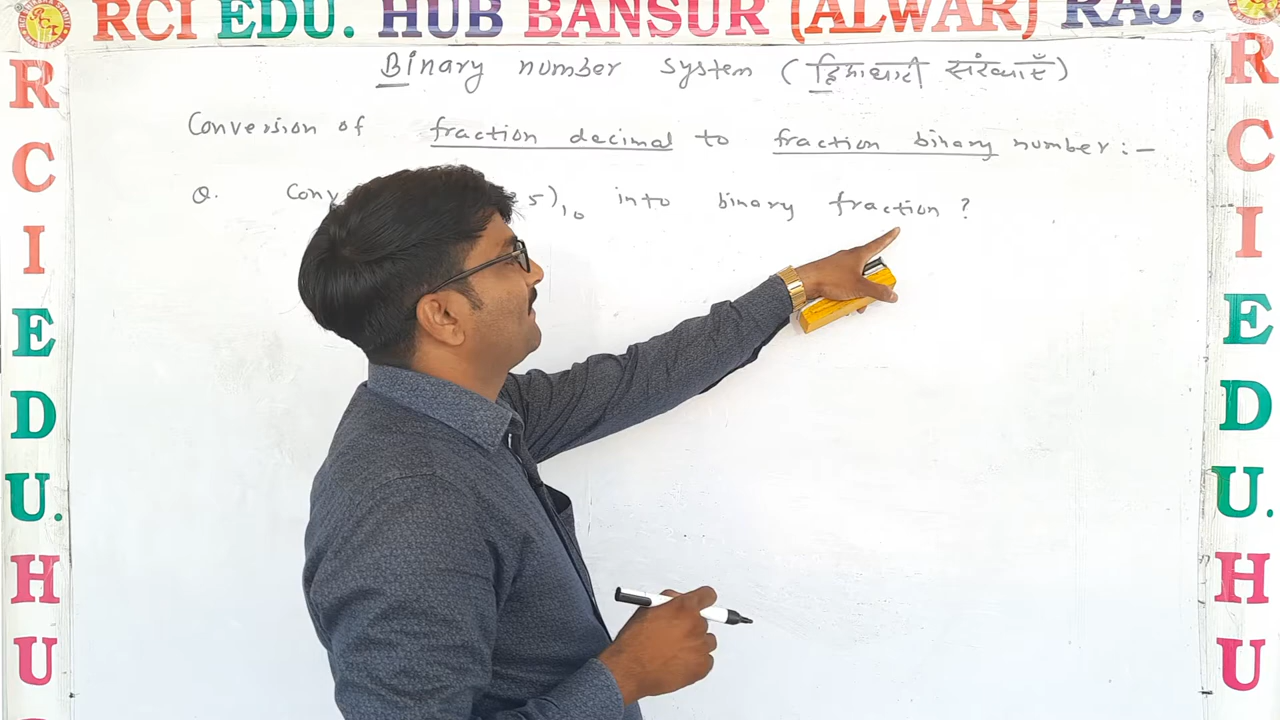 RCI EDU. HUB BANSUR (ALWAR) RAJ.
Binary number system (द्विआधारी संख्याएँ)
Conversion of fraction decimal to fraction binary number :-
Q. Conv 5)10 into binary fraction ?
R C I E D U. H U
R C I E D U. H U